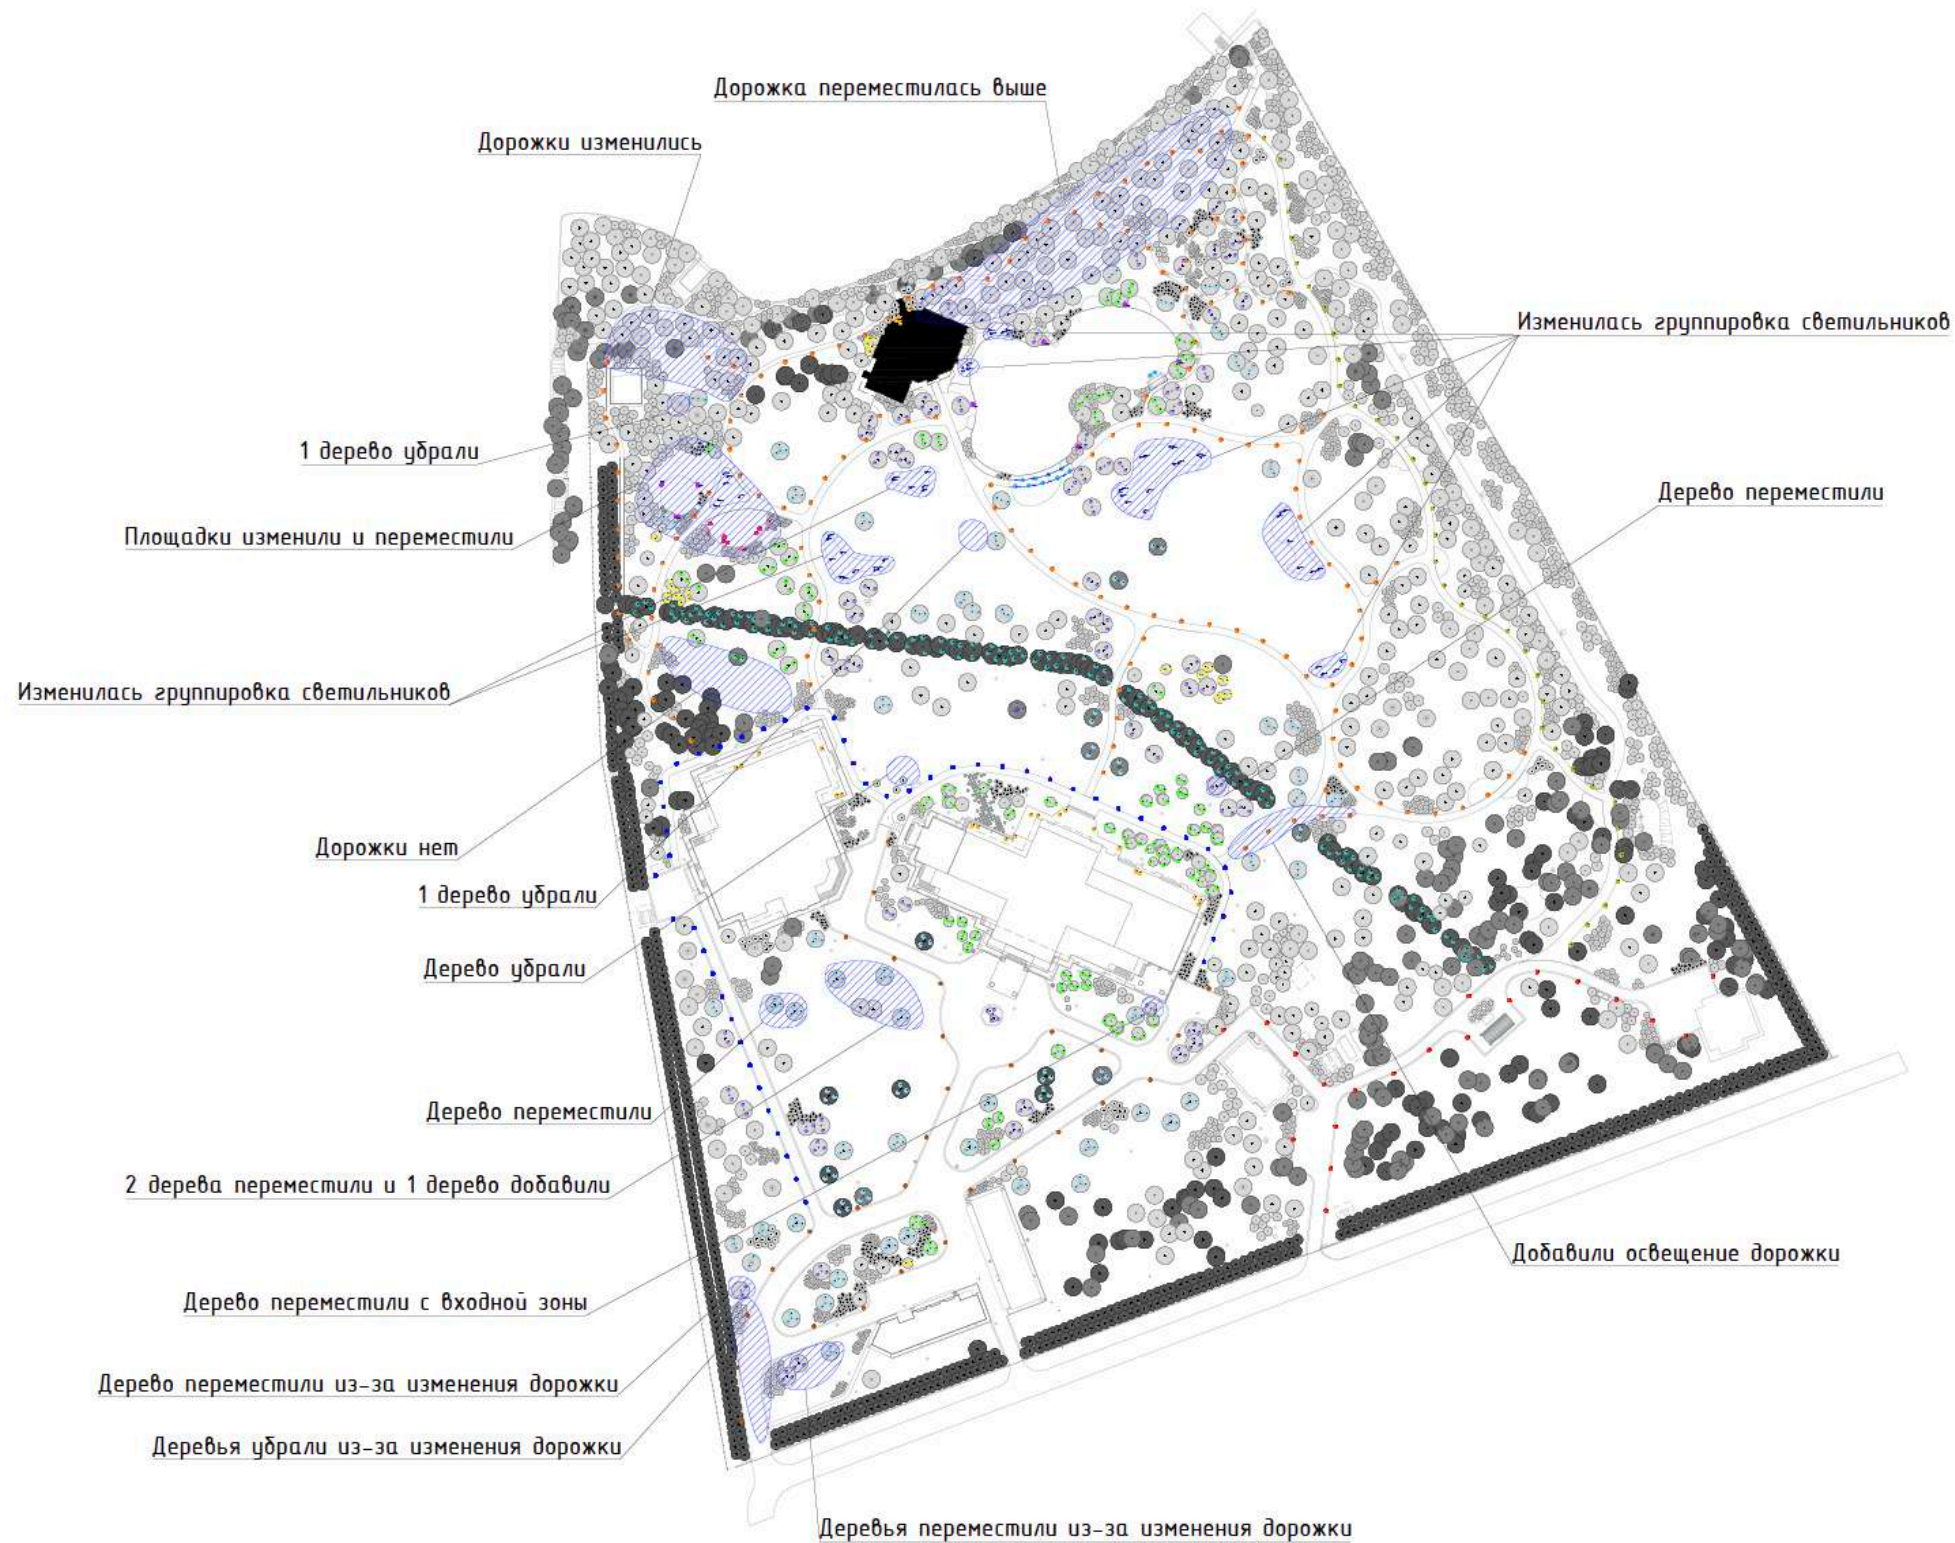 Дорожка переместилась выше
Дорожки изменились
Изменилась группировка светильников
1 дерево убрали
Дерево переместили
Площадки изменили и переместили
Изменилась группировка светильников
Дорожки нет
1 дерево убрали
Дерево убрали
Дерево переместили
2 дерева переместили и 1 дерево добавили
Добавили освещение дорожки
Дерево переместили с входной зоны
Дерево переместили из-за изменения дорожки
Деревья убрали из-за изменения дорожки
Деревья переместили из-за изменения дорожки